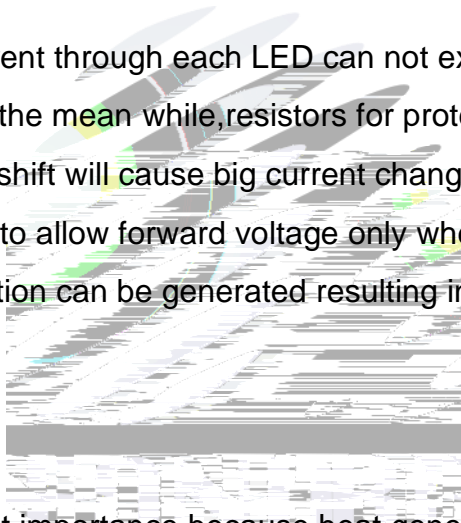 ent through each LED can not ex
the mean while,resistors for prote
shift will cause big current chang
to allow forward voltage only whe
tion can be generated resulting in
t importance because heat gene